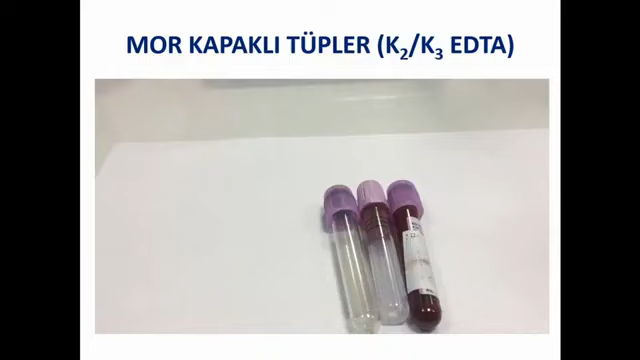 MOR KAPAKLI TÜPLER (K₂/K₃ EDTA)